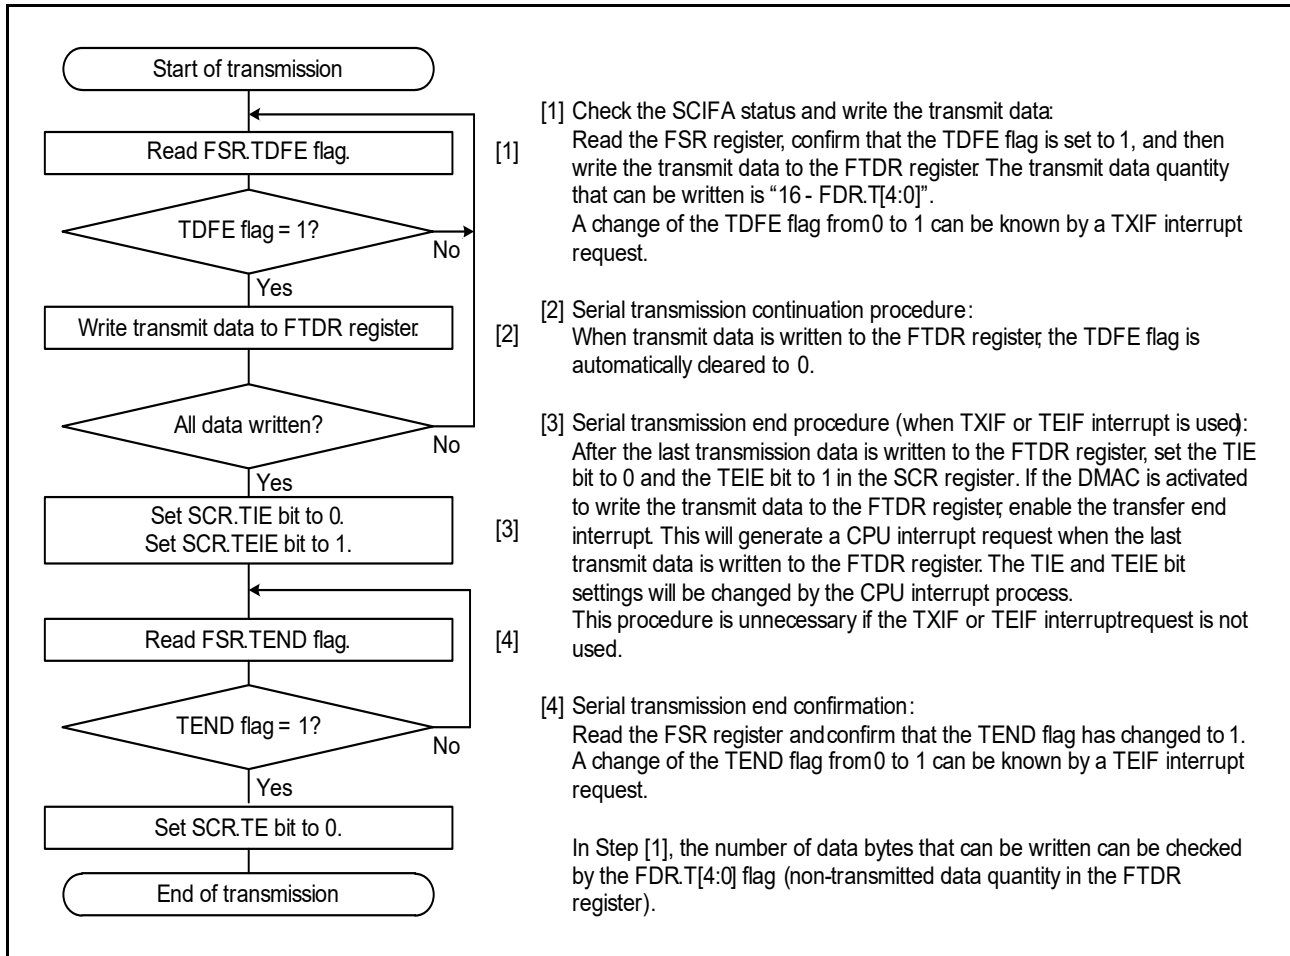 Start of transmission
Read FSR.TDFE flag.
[1]
TDFE flag = 1?
No
Yes
Write transmit data to FTDR register.
[2]
All data written?
No
Yes
Set SCR.TIE bit to 0.
Set SCR.TEIE bit to 1.
[3]
Read FSR.TEND flag.
[4]
TEND flag = 1?
No
Yes
Set SCR.TE bit to 0.
End of transmission
[1] Check the SCIFA status and write the transmit data:
Read the FSR register, confirm that the TDFE flag is set to 1, and then
write the transmit data to the FTDR register. The transmit data quantity
that can be written is “16 - FDR.T[4:0]”.
A change of the TDFE flag from 0 to 1 can be known by a TXIF interrupt
request.
[2] Serial transmission continuation procedure:
When transmit data is written to the FTDR register, the TDFE flag is
automatically cleared to 0.
[3] Serial transmission end procedure (when TXIF or TEIF interrupt is used):
After the last transmission data is written to the FTDR register, set the TIE
bit to 0 and the TEIE bit to 1 in the SCR register. If the DMAC is activated
to write the transmit data to the FTDR register, enable the transfer end
interrupt. This will generate a CPU interrupt request when the last
transmit data is written to the FTDR register. The TIE and TEIE bit
settings will be changed by the CPU interrupt process.
This procedure is unnecessary if the TXIF or TEIF interrupt request is not
used.
[4] Serial transmission end confirmation:
Read the FSR register and confirm that the TEND flag has changed to 1.
A change of the TEND flag from 0 to 1 can be known by a TEIF interrupt
request.
In Step [1], the number of data bytes that can be written can be checked
by the FDR.T[4:0] flag (non-transmitted data quantity in the FTDR
register).